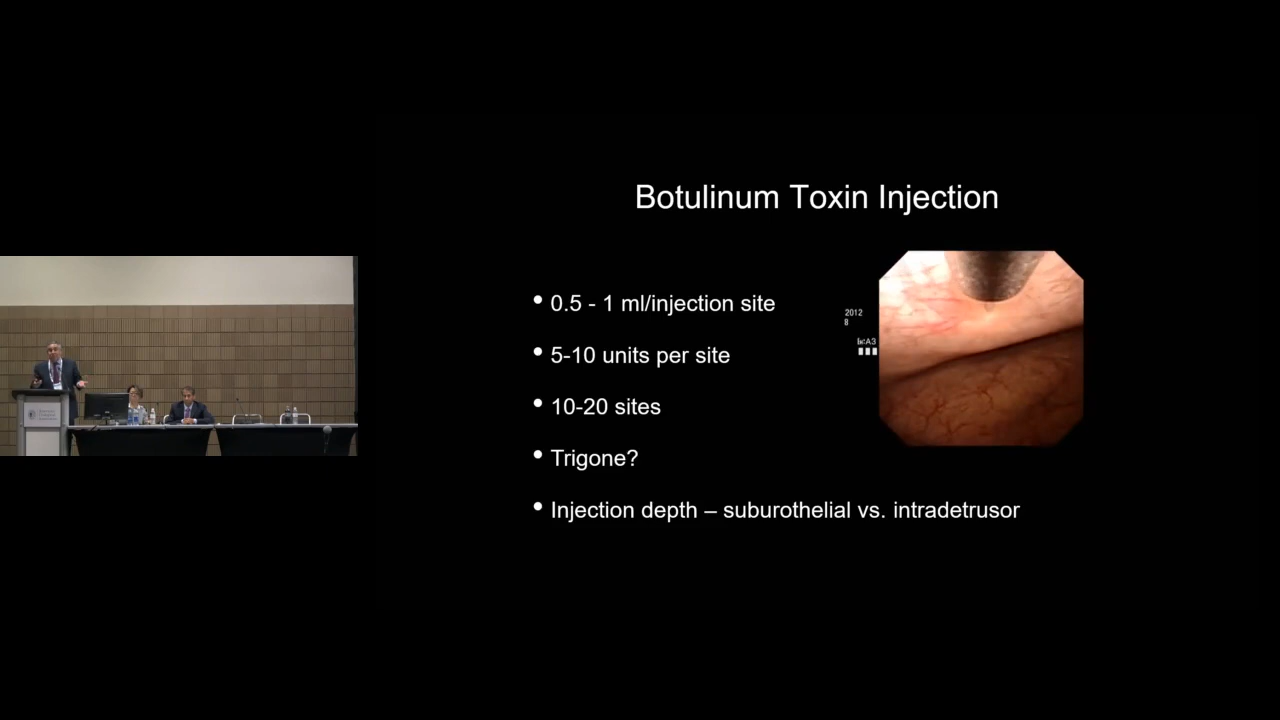 Botulinum Toxin Injection
• 0.5 - 1 ml/injection site
• 5-10 units per site
• 10-20 sites
• Trigone?
• Injection depth – suburothelial vs. intradetrusor
2012
8